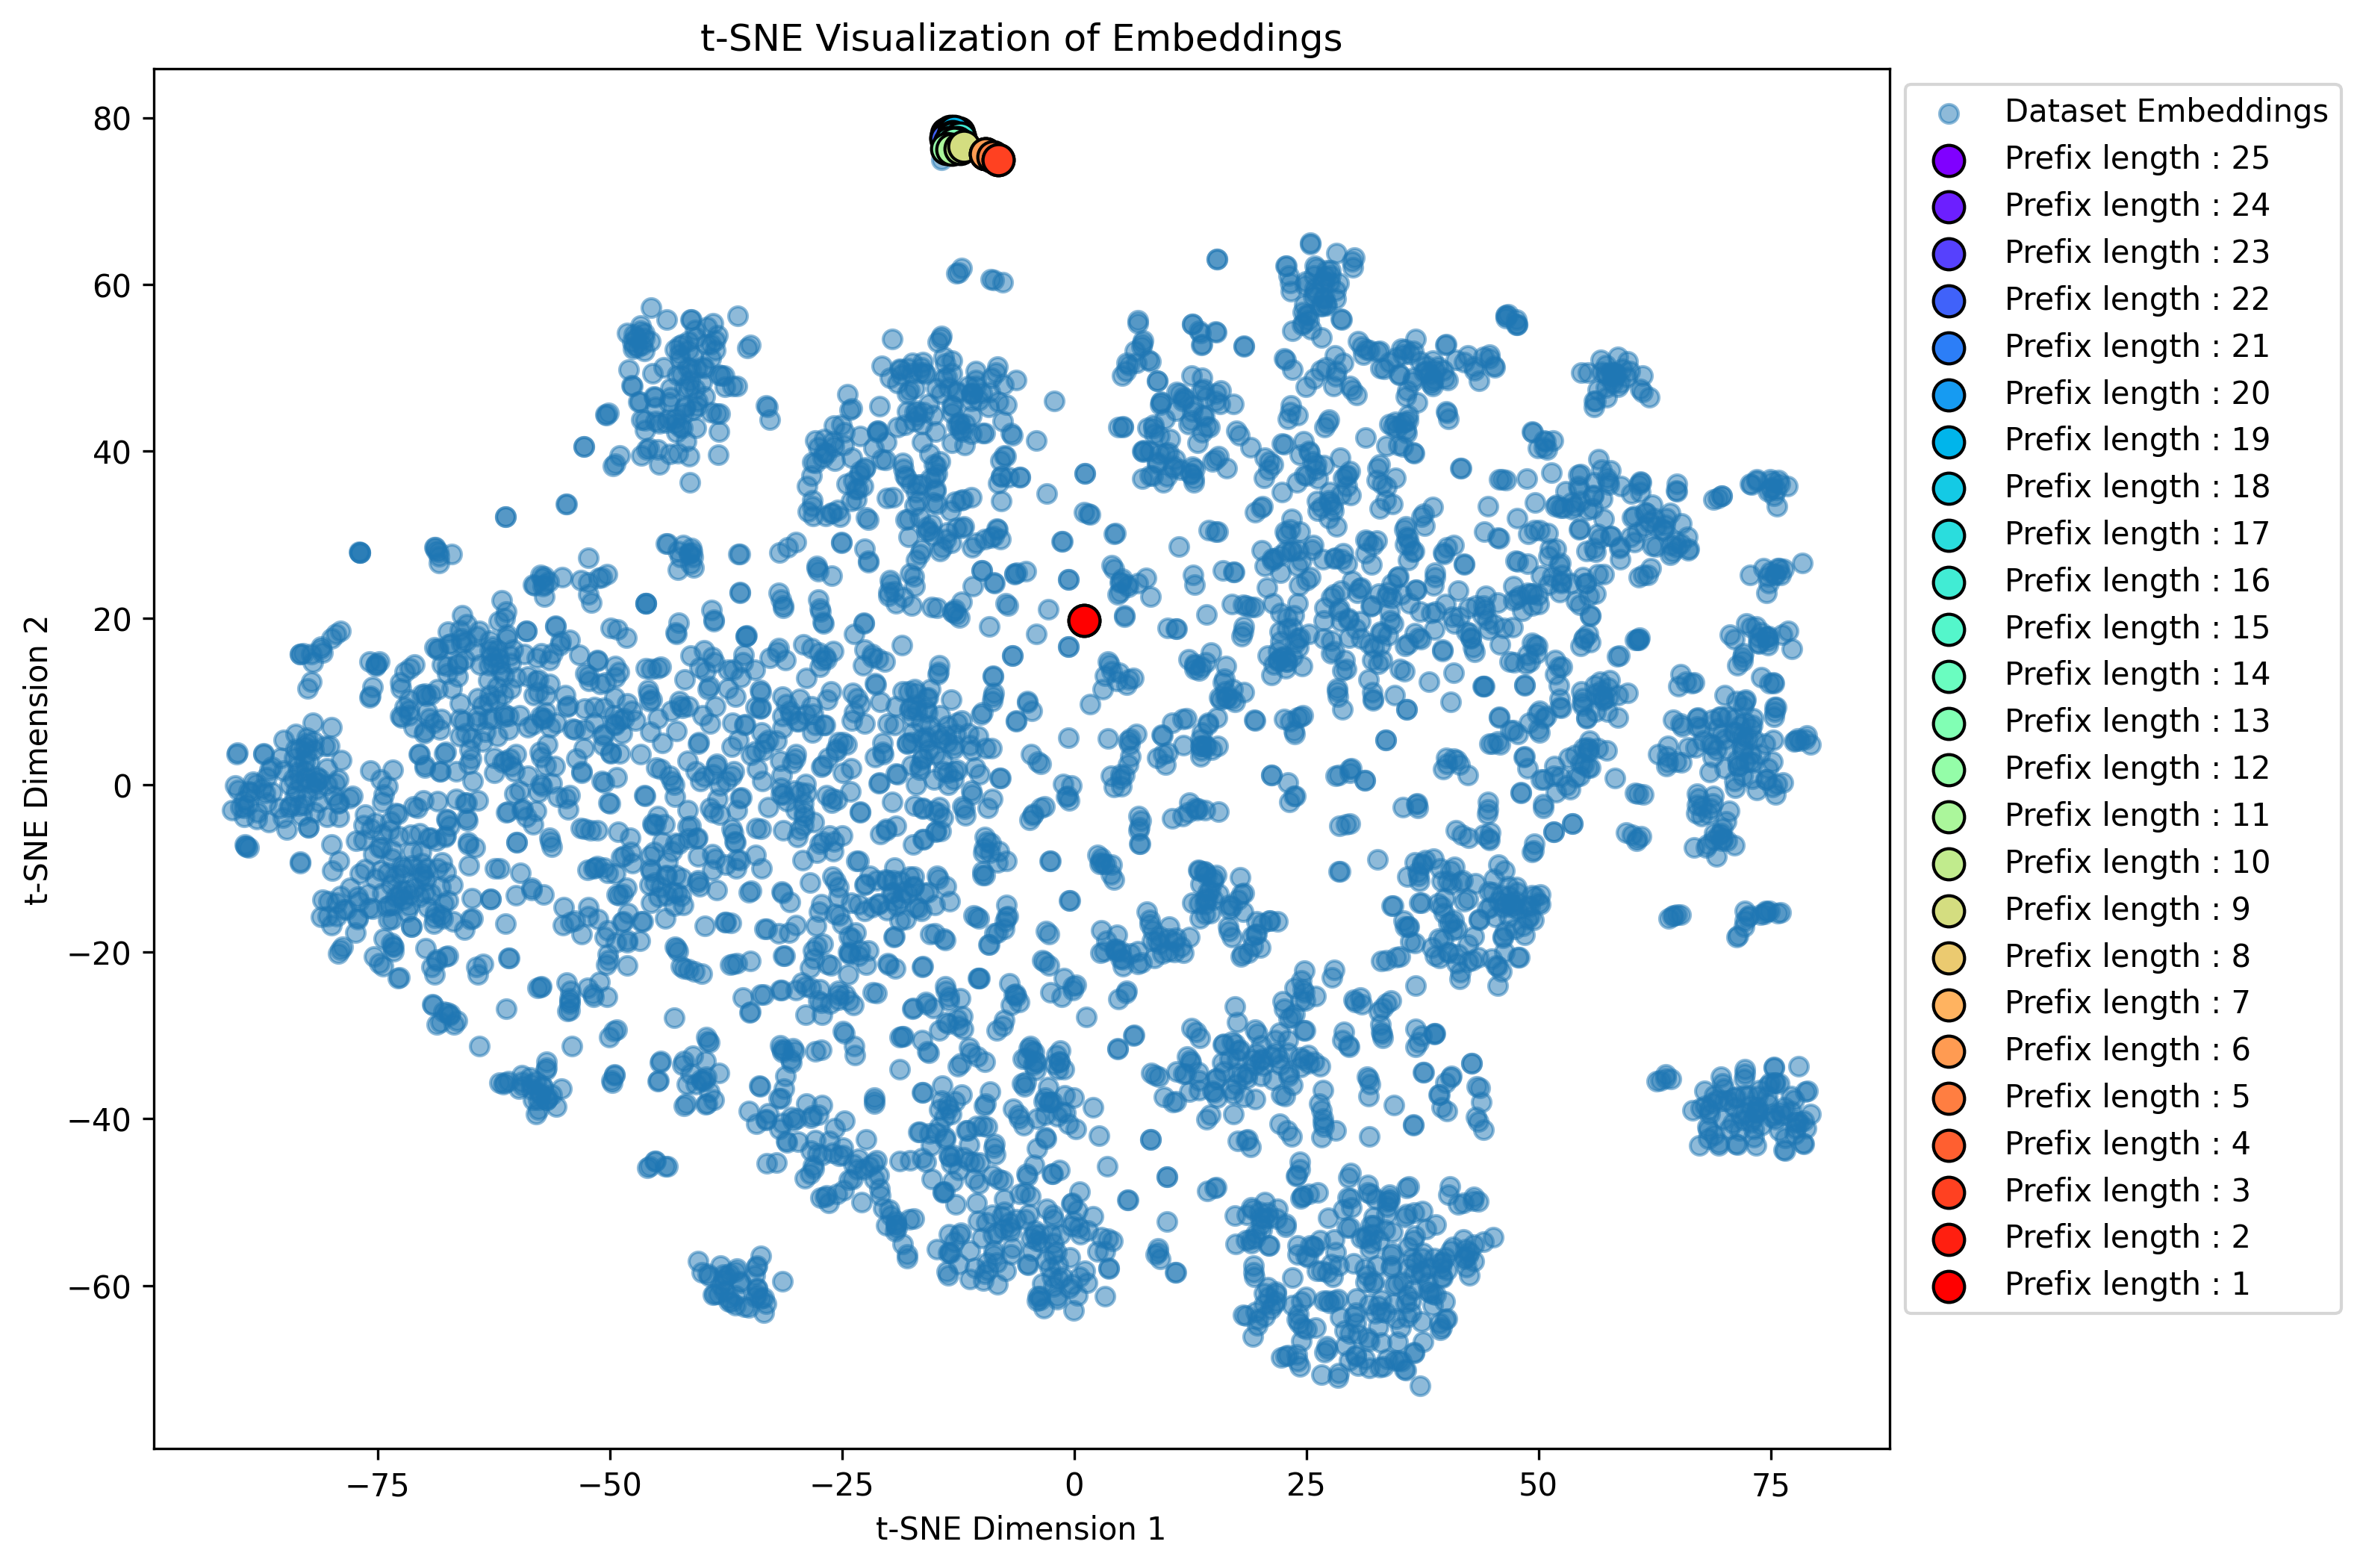 t-SNE Visualization of Embeddings
80
60
40
20
0
−20
−40
−60
t-SNE Dimension 2
−75
−50
−25
0
25
50
75
t-SNE Dimension 1
Dataset Embeddings
Prefix length : 25
Prefix length : 24
Prefix length : 23
Prefix length : 22
Prefix length : 21
Prefix length : 20
Prefix length : 19
Prefix length : 18
Prefix length : 17
Prefix length : 16
Prefix length : 15
Prefix length : 14
Prefix length : 13
Prefix length : 12
Prefix length : 11
Prefix length : 10
Prefix length : 9
Prefix length : 8
Prefix length : 7
Prefix length : 6
Prefix length : 5
Prefix length : 4
Prefix length : 3
Prefix length : 2
Prefix length : 1